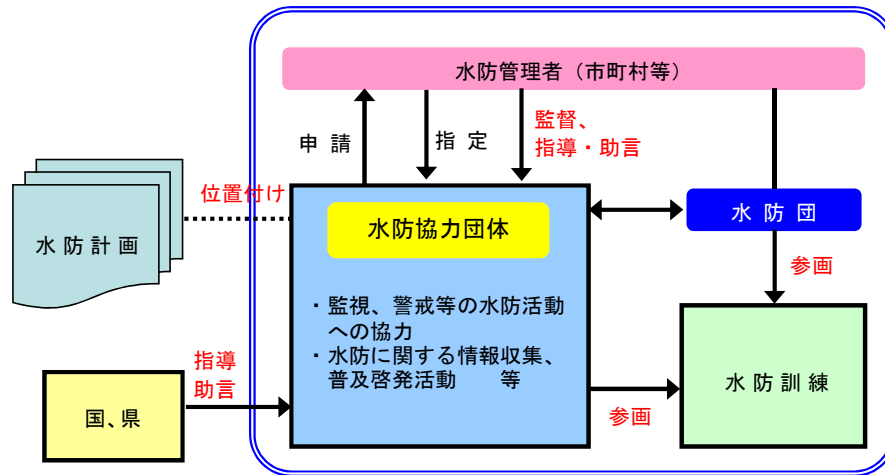 水防管理者（市町村等）
申 請
指 定
監督、
指導・助言
位置付け
水 防 計 画
水防協力団体
水 防 団
・監視、警戒等の水防活動
への協力
・水防に関する情報収集、
普及啓発活動　　等
参画
指導
助言
国、県
参画
水 防 訓 練